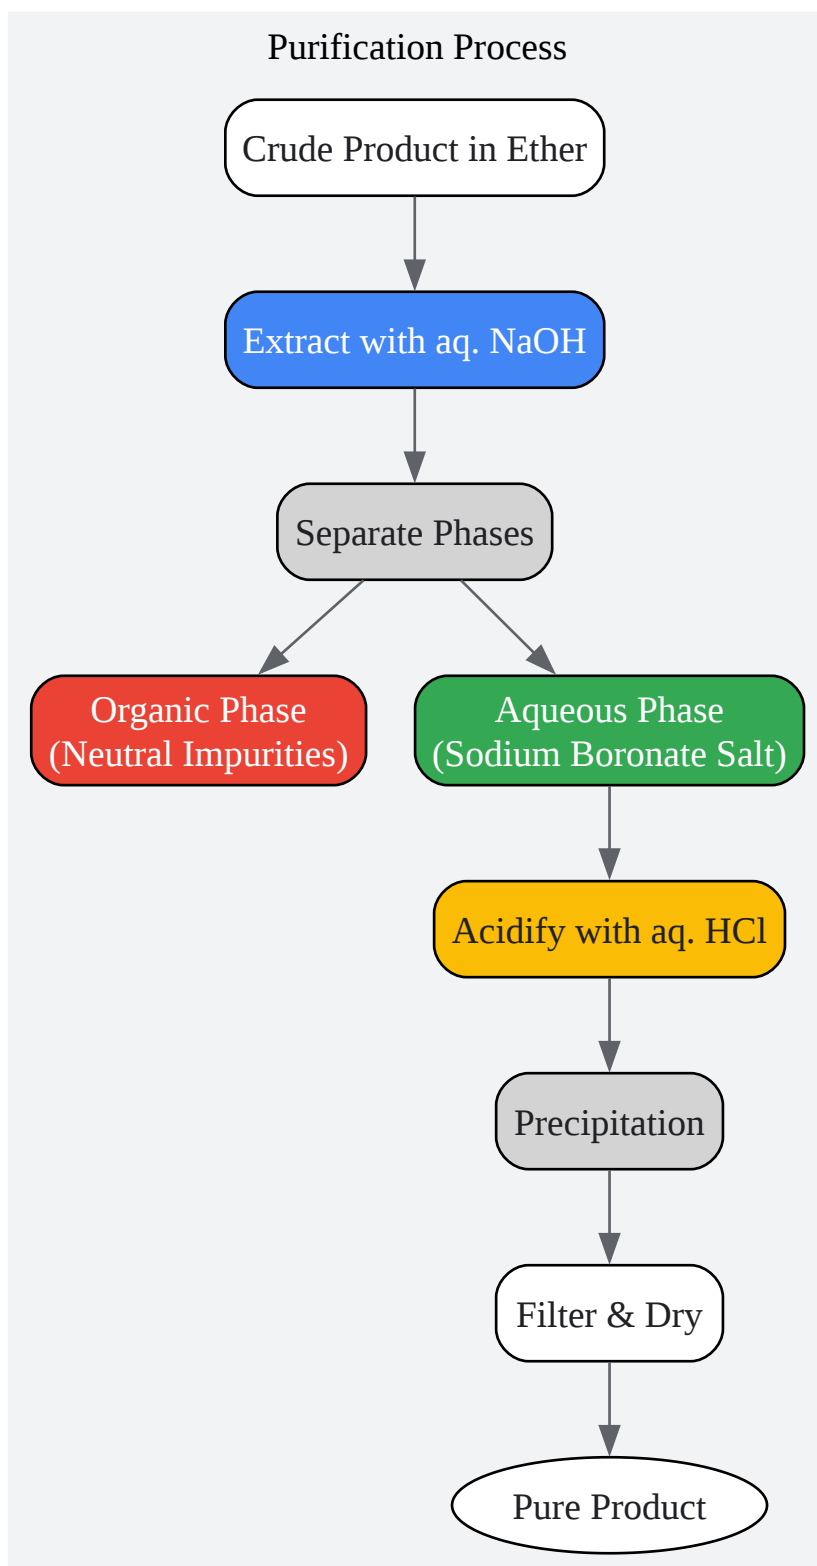 Purification Process
Crude Product in Ether
Extract with aq. NaOH
Separate Phases
Organic Phase
(Neutral Impurities)
Aqueous Phase
(Sodium Boronate Salt)
Acidify with aq. HCl
Precipitation
Filter & Dry
Pure Product